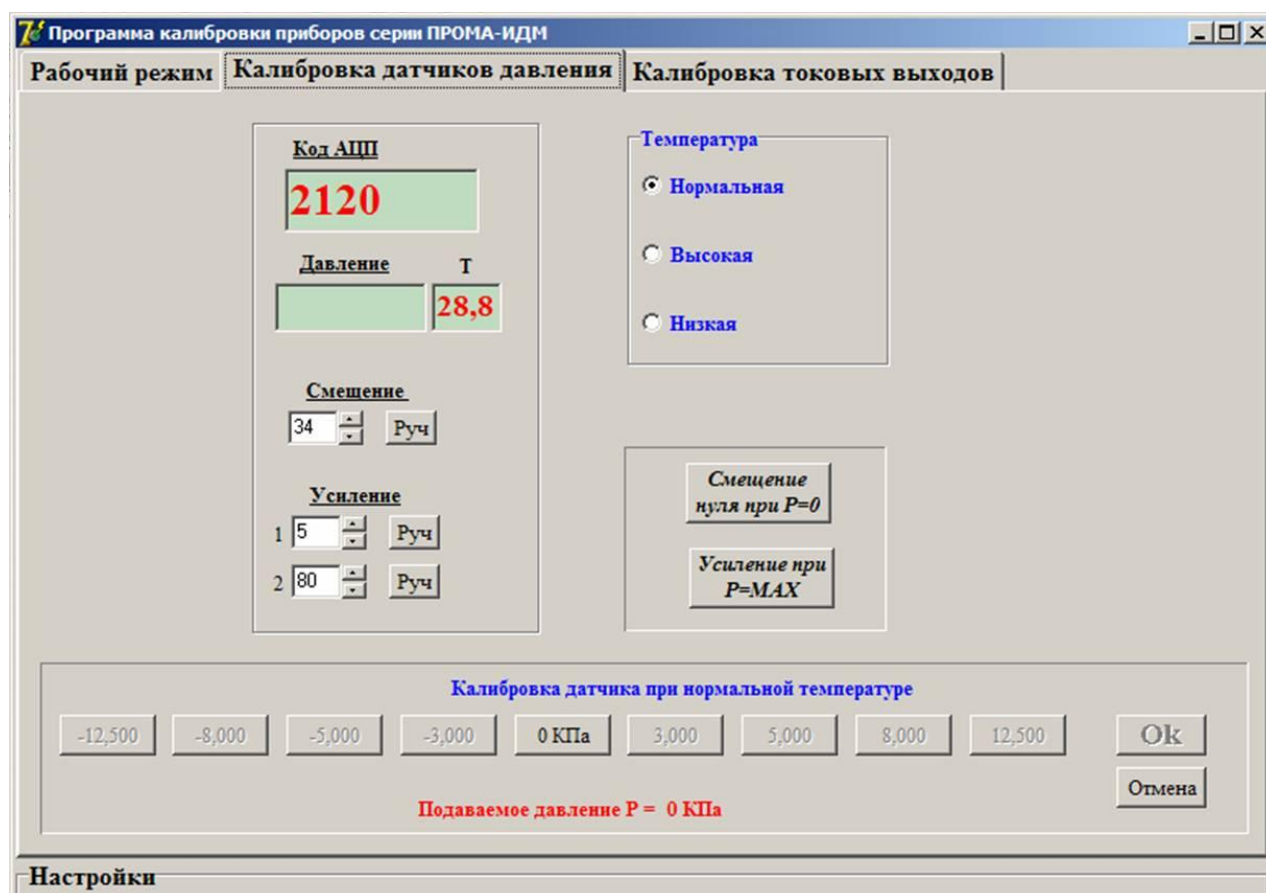 Программа калибровки приборов серии ПРОМА-ИДМ
Рабочий режим Калибровка датчиков давления Калибровка токовых выходов
Код АЦП
2120
Давление Т
28,8
Смещение
34 Руч
Усиление
1 5 Руч
2 80 Руч
Температура
Нормальная
Высокая
Низкая
Смещение
нуля при P=0
Усиление при
P=MAX
Калибровка датчика при нормальной температуре
-12,500 -8,000 -5,000 -3,000 0 КПа 3,000 5,000 8,000 12,500 Ok
Отмена
Подаваемое давление P = 0 КПа
Настройки